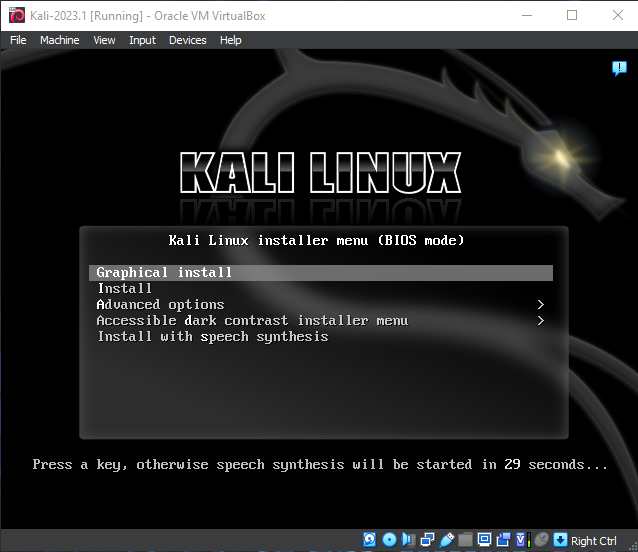 Kali-2023.1 [Running] - Oracle VM VirtualBox
File Machine View Input Devices Help
KALI LINUX
Kali Linux installer menu (BIOS mode)
Graphical install
Install
Advanced options >
Accessible dark contrast installer menu >
Install with speech synthesis
Press a key, otherwise speech synthesis will be started in 29 seconds...
Right Ctrl